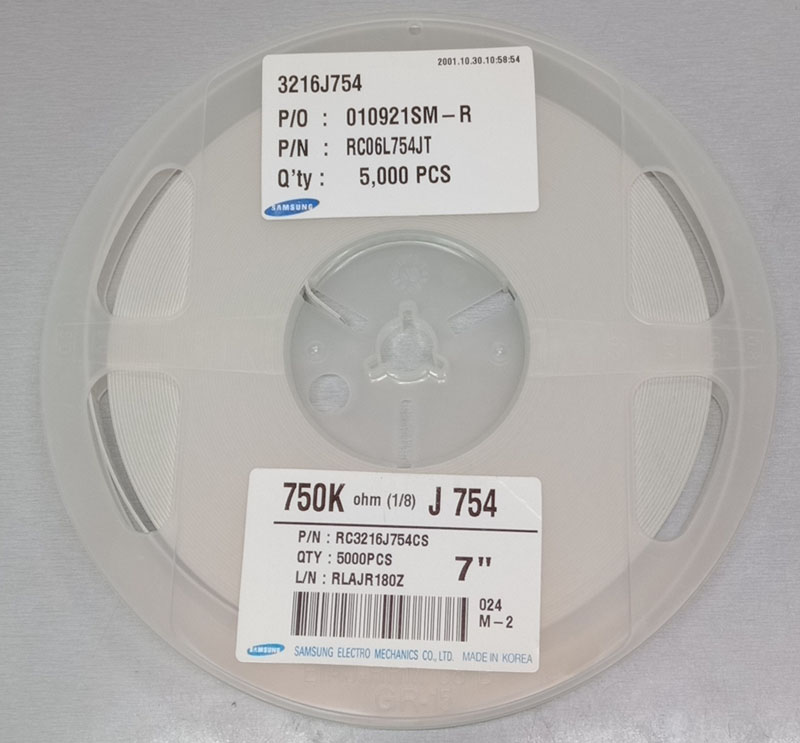 2001.10.30.10:58:54
3216J754
P/O : 010921SM-R
P/N : RC06L754JT
Q'ty : 5,000 PCS
SAMSUNG
750K ohm (1/8) J 754
P/N : RC3216J754CS
QTY : 5000PCS
7"
L/N : RLAJR180Z
024
M-2
SAMSUNG SAMSUNG ELECTRO MECHANICS CO., LTD. MADE IN KOREA